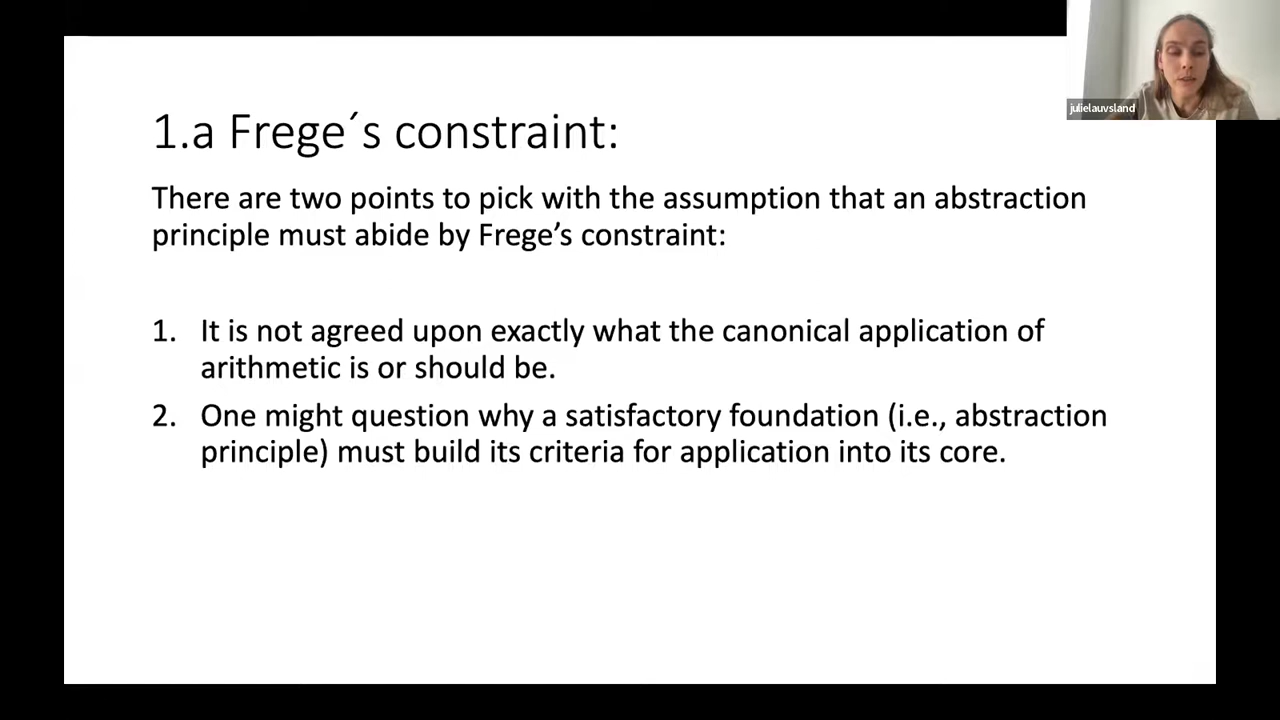 julielauvsland
1.a Frege´s constraint:
There are two points to pick with the assumption that an abstraction
principle must abide by Frege’s constraint:
1. It is not agreed upon exactly what the canonical application of
arithmetic is or should be.
2. One might question why a satisfactory foundation (i.e., abstraction
principle) must build its criteria for application into its core.